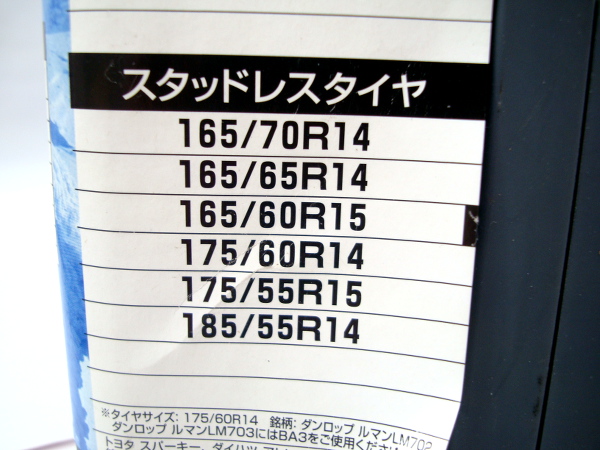 スタッドレスタイヤ
165/70R14
165/65R14
165/60R15
175/60R14
175/55R15
185/55R14
※タイヤサイズ: 175/60R14 銘柄: ダンロップ ルマンLM702
ダンロップ ルマンLM703にはBA3をご使用ください
トヨタ スパーキー、ダイハツ